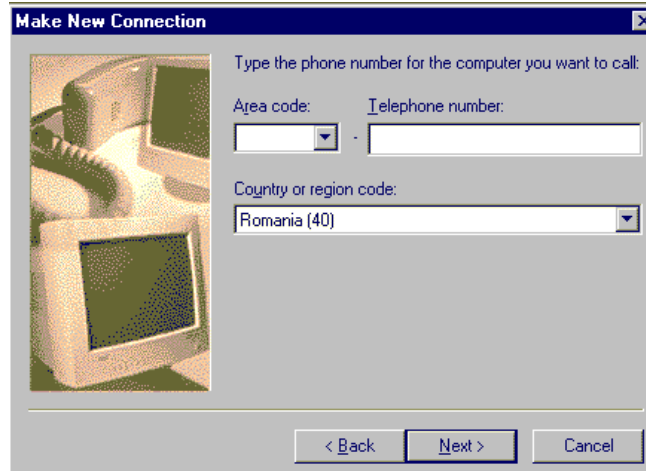 Make New Connection
Type the phone number for the computer you want to call:
Area code: Telephone number:
-
Country or region code:
Romania (40)
< Back Next > Cancel